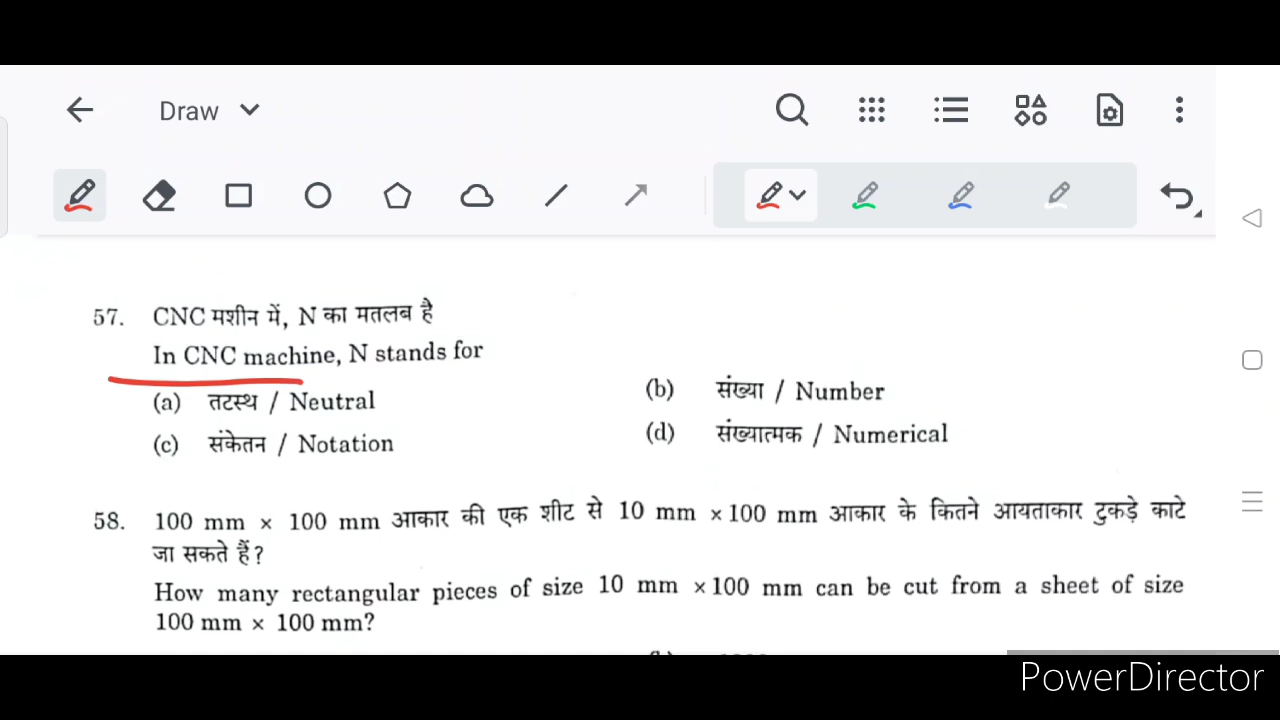 Draw
57. CNC मशीन में, N का मतलब है
In CNC machine, N stands for
(a) तटस्थ / Neutral (b) संख्या / Number
(c) संकेतन / Notation (d) संख्यात्मक / Numerical
58. 100 mm × 100 mm आकार की एक शीट से 10 mm × 100 mm आकार के कितने आयताकार टुकड़े काटे
जा सकते हैं?
How many rectangular pieces of size 10 mm × 100 mm can be cut from a sheet of size
100 mm × 100 mm?
PowerDirector